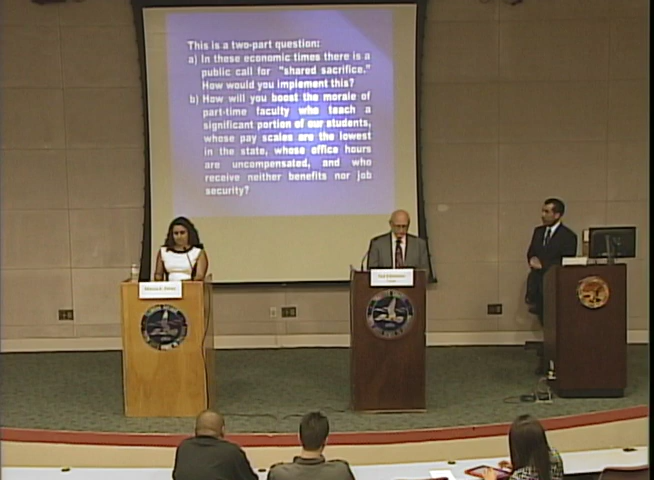 This is a two-part question:
a) In these economic times there is a
public call for "shared sacrifice."
How would you implement this?
b) How will you boost the morale of
part-time faculty who teach a
significant portion of our students,
whose pay scales are the lowest
in the state, whose office hours
are uncompensated, and who
receive neither benefits nor job
security?